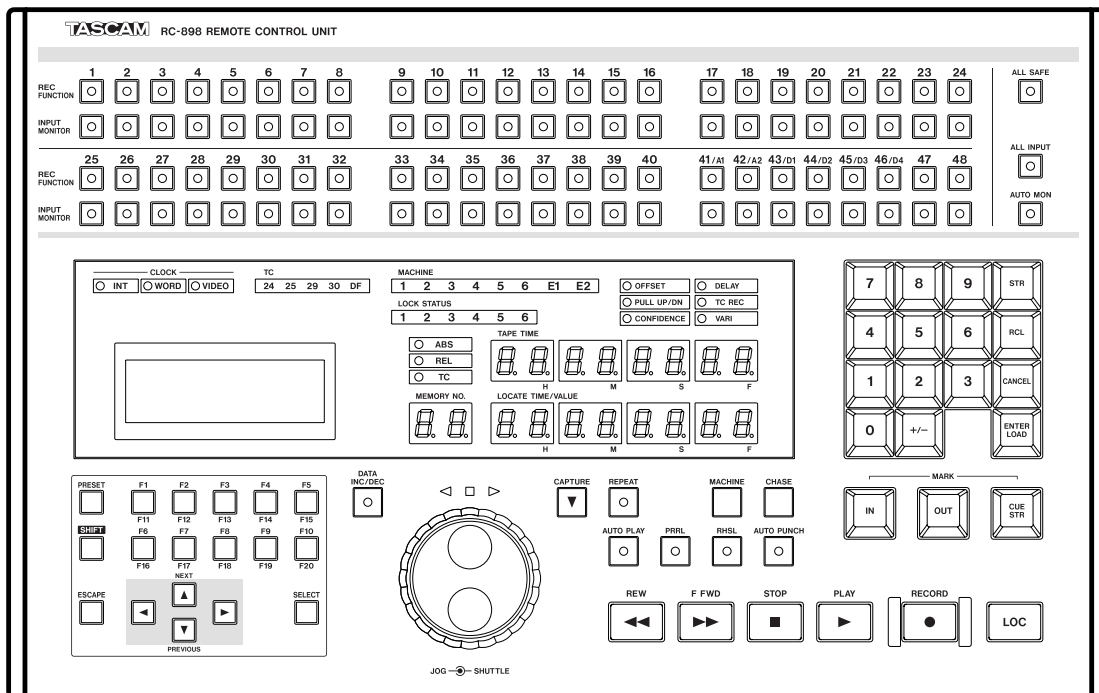 TASCAM RC-898 REMOTE CONTROL UNIT
1 2 3 4 5 6 7 8 9 10 11 12 13 14 15 16 17 18 19 20 21 22 23 24
ALL SAFE
REC FUNCTION
INPUT MONITOR
ALL INPUT
25 26 27 28 29 30 31 32 33 34 35 36 37 38 39 40 41/A1 42/A2 43/D1 44/D2 45/D3 46/D4 47 48
REC FUNCTION
AUTO MON
INPUT MONITOR
CLOCK
INT WORD VIDEO
TC
24 25 29 30 DF
MACHINE
1 2 3 4 5 6 E1 E2
LOCK STATUS
1 2 3 4 5 6
OFFSET DELAY
PULL UP/DN TC REC
CONFIDENCE VARI
ABS
REL
TC
TAPE TIME
H M S F
MEMORY NO.
LOCATE TIME/VALUE
H M S F
7 8 9 STR
4 5 6 RCL
1 2 3 CANCEL
0 +/− ENTER LOAD
PRESET F1 F2 F3 F4 F5
F11 F12 F13 F14 F15
SHIFT F6 F7 F8 F9 F10
F16 F17 F18 F19 F20
NEXT
ESCAPE SELECT
PREVIOUS
DATA
INC/DEC
JOG SHUTTLE
CAPTURE REPEAT MACHINE CHASE
AUTO PLAY PRRL RHSL AUTO PUNCH
MARK
IN OUT CUE STR
REW F FWD STOP PLAY RECORD
LOC